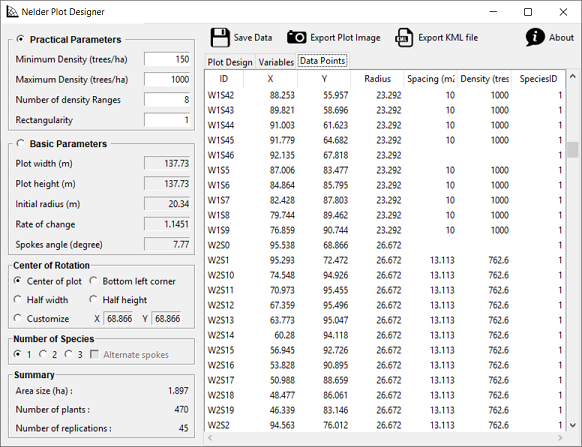 Nelder Plot Designer
Practical Parameters
Minimum Density (trees/ha) 150
Maximum Density (trees/ha) 1000
Number of density Ranges 8
Rectangularity 1
Basic Parameters
Plot width (m) 137.73
Plot height (m) 137.73
Initial radius (m) 20.34
Rate of change 1.1451
Spokes angle (degree) 7.77
Center of Rotation
Center of plot Bottom left corner
Half width Half height
Customize X 68.866 Y 68.866
Number of Species
1 2 3 Alternate spokes
Summary
Area size (ha) : 1.897
Number of plants : 470
Number of replications : 45
Save Data Export Plot Image Export KML file About
Plot Design Variables Data Points
ID X Y Radius Spacing (m2 Density (tres SpeciesID
W1S42 88.253 55.957 23.292 10 1000 1
W1S43 89.821 58.696 23.292 10 1000 1
W1S44 91.003 61.623 23.292 10 1000 1
W1S45 91.779 64.682 23.292 10 1000 1
W1S46 92.135 67.818 23.292 1
W1S5 87.006 83.477 23.292 10 1000 1
W1S6 84.864 85.795 23.292 10 1000 1
W1S7 82.428 87.803 23.292 10 1000 1
W1S8 79.744 89.462 23.292 10 1000 1
W1S9 76.859 90.744 23.292 10 1000 1
W2S0 95.538 68.866 26.672 1
W2S1 95.293 72.472 26.672 13.113 762.6 1
W2S10 74.548 94.926 26.672 13.113 762.6 1
W2S11 70.973 95.455 26.672 13.113 762.6 1
W2S12 67.359 95.496 26.672 13.113 762.6 1
W2S13 63.773 95.047 26.672 13.113 762.6 1
W2S14 60.28 94.118 26.672 13.113 762.6 1
W2S15 56.945 92.726 26.672 13.113 762.6 1
W2S16 53.828 90.895 26.672 13.113 762.6 1
W2S17 50.988 88.659 26.672 13.113 762.6 1
W2S18 48.477 86.061 26.672 13.113 762.6 1
W2S19 46.339 83.146 26.672 13.113 762.6 1
W2S2 94.563 76.012 26.672 13.113 762.6 1